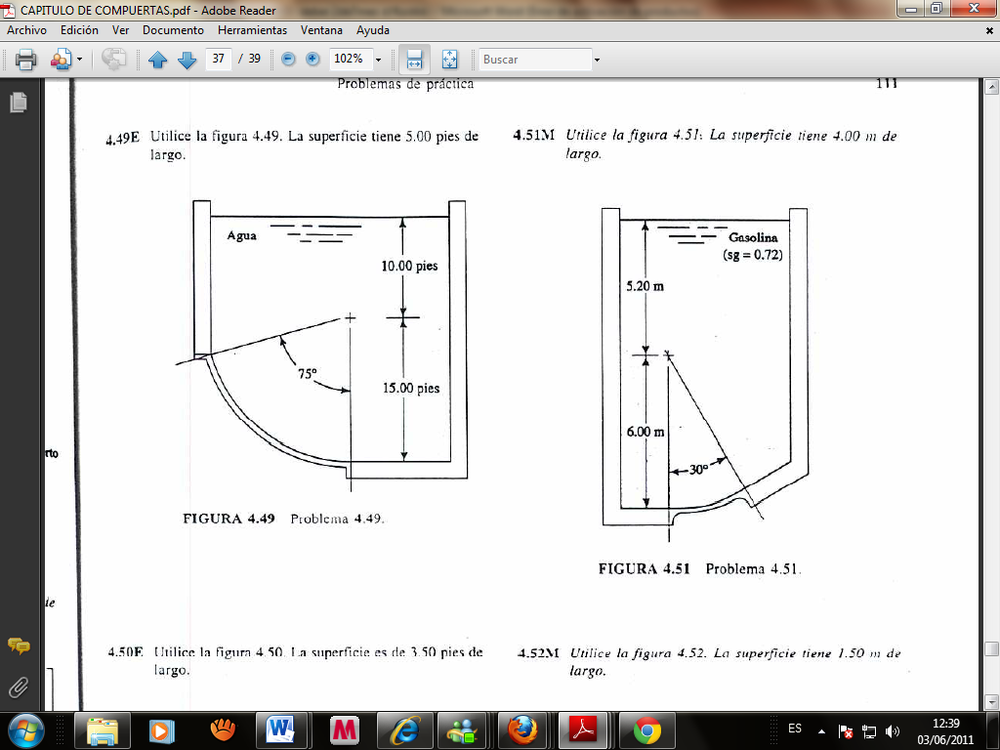 CAPITULO DE COMPUERTAS.pdf - Adobe Reader
Archivo Edición Ver Documento Herramientas Ventana Ayuda
37 / 39 102% Buscar
Problemas de práctica 111
4.49E Utilice la figura 4.49. La superficie tiene 5.00 pies de
largo.
Agua
10.00 pies
75°
15.00 pies
FIGURA 4.49 Problema 4.49.
4.50E Utilice la figura 4.50. La superficie es de 3.50 pies de
largo.
4.51M Utilice la figura 4.51. La superficie tiene 4.00 m de
largo.
Gasolina
(sg = 0.72)
5.20 m
6.00 m
30°
FIGURA 4.51 Problema 4.51.
4.52M Utilice la figura 4.52. La superficie tiene 1.50 m de
largo.
rto
ie
ES 12:39
03/06/2011